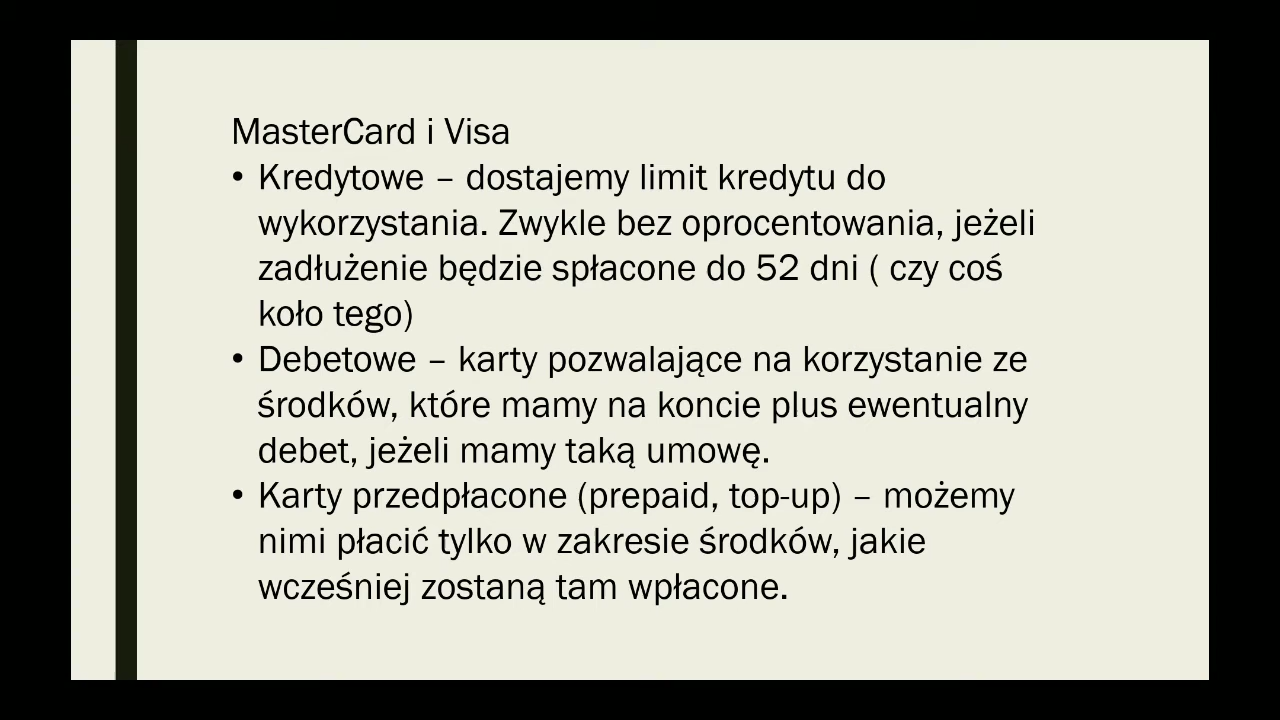 MasterCard i Visa
• Kredytowe – dostajemy limit kredytu do
wykorzystania. Zwykle bez oprocentowania, jeżeli
zadłużenie będzie spłacone do 52 dni ( czy coś
koło tego)
• Debetowe – karty pozwalające na korzystanie ze
środków, które mamy na koncie plus ewentualny
debet, jeżeli mamy taką umowę.
• Karty przedpłacone (prepaid, top-up) – możemy
nimi płacić tylko w zakresie środków, jakie
wcześniej zostaną tam wpłacone.